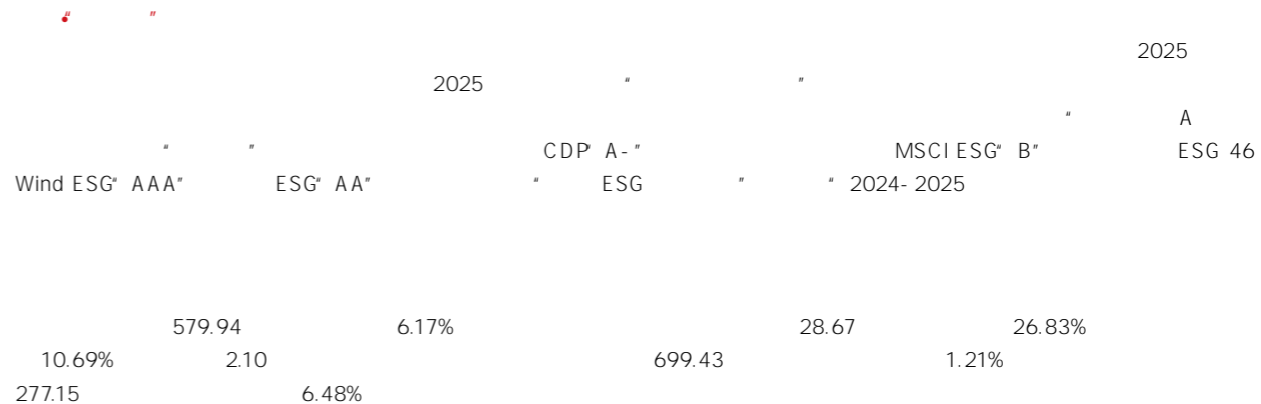 “ ”
2025
2025 “ ”
“ A
“ ” CDP“ A-” MSCI ESG“ B” ESG 46
Wind ESG“ AAA” ESG“ AA” “ ESG ” “ 2024-2025
579.94 6.17% 28.67 26.83%
10.69% 2.10 699.43 1.21%
277.15 6.48%